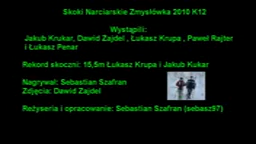 Skoki Narciarskie Zmysłówka 2010 K12
Wystąpili:
Jakub Krukar, Dawid Zajdel , Łukasz Krupa , Paweł Rajter
i Łukasz Penar
Rekord skoczni: 15,5m Łukasz Krupa i Jakub Kukar
Nagrywał: Sebastian Szafran
Zdjęcia: Dawid Zajdel
Reżyseria i opracowanie: Sebastian Szafran (sebasz97)